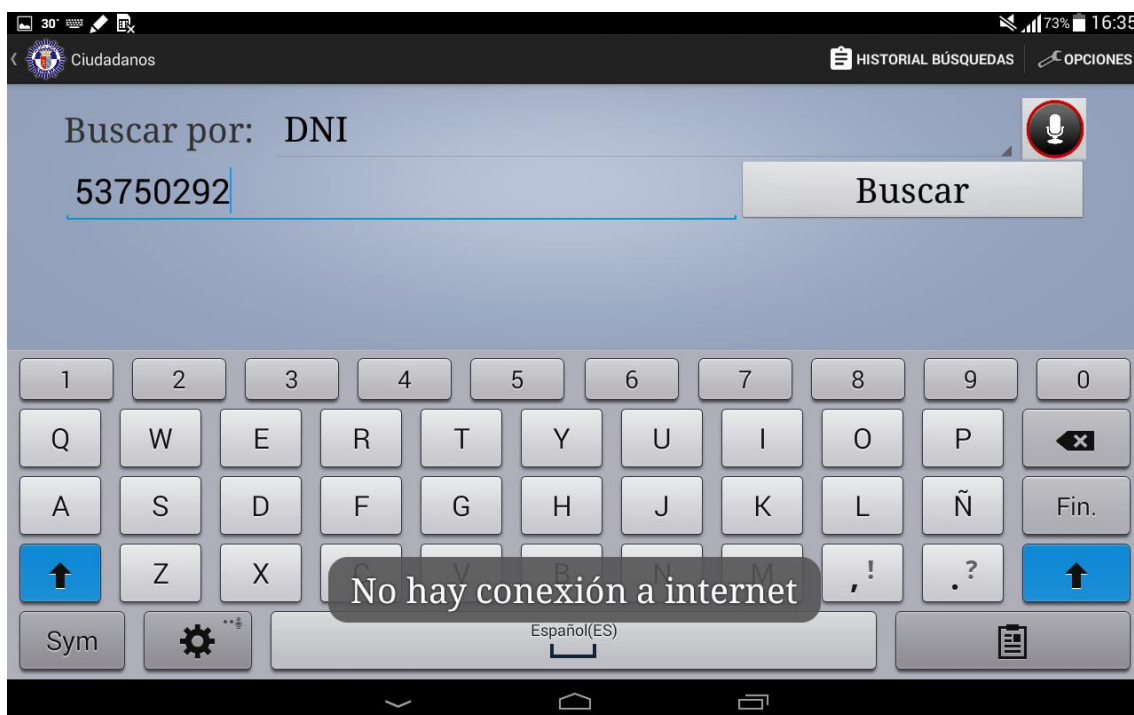 30° 73% 16:35
Ciudadanos HISTORIAL BÚSQUEDAS OPCIONES
Buscar por: DNI
53750292 Buscar
1 2 3 4 5 6 7 8 9 0
Q W E R T Y U I O P
A S D F G H J K L Ñ Fin.
Z X C V B N M , ! . ?
No hay conexión a internet
Sym Español(ES)